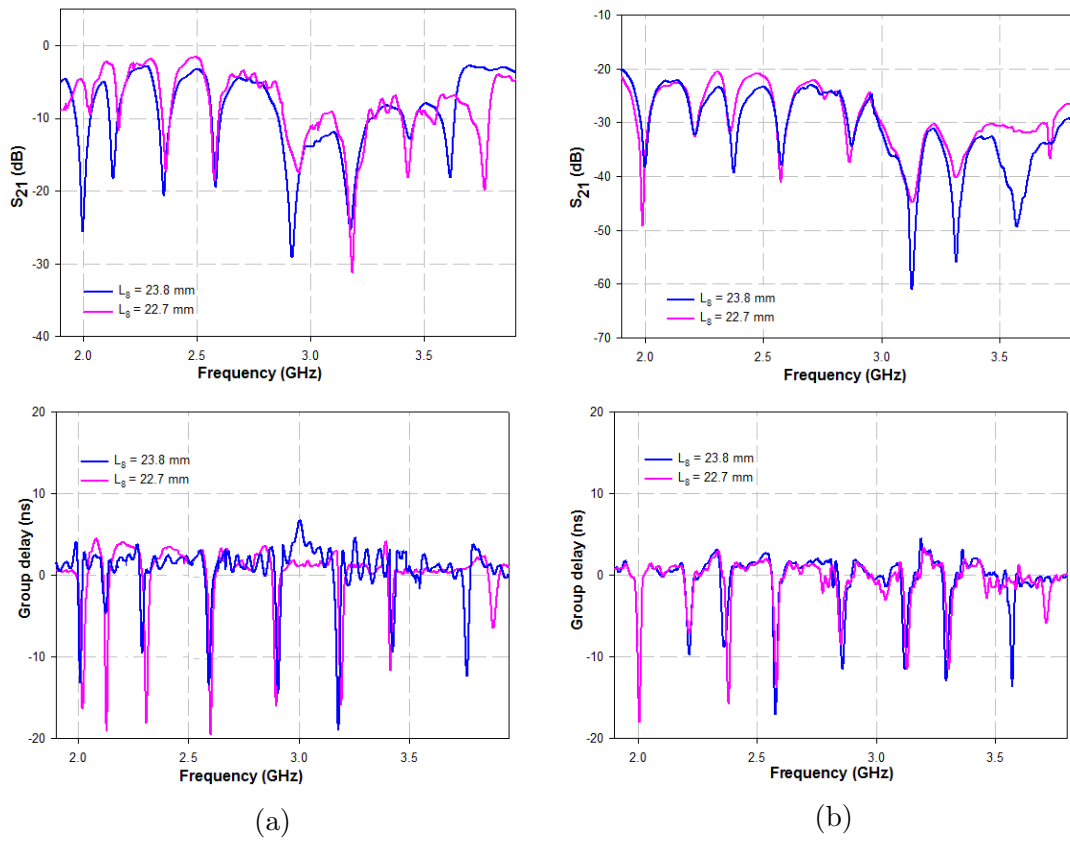 0
-10
-20
-30
-40
S21 (dB)
L8 = 23.8 mm
L8 = 22.7 mm
2.0 2.5 3.0 3.5
Frequency (GHz)
-10
-20
-30
-40
-50
-60
-70
S21 (dB)
L8 = 23.8 mm
L8 = 22.7 mm
2.0 2.5 3.0 3.5
Frequency (GHz)
20
10
0
-10
-20
Group delay (ns)
L8 = 23.8 mm
L8 = 22.7 mm
2.0 2.5 3.0 3.5
Frequency (GHz)
20
10
0
-10
-20
Group delay (ns)
L8 = 23.8 mm
L8 = 22.7 mm
2.0 2.5 3.0 3.5
Frequency (GHz)
(a)
(b)